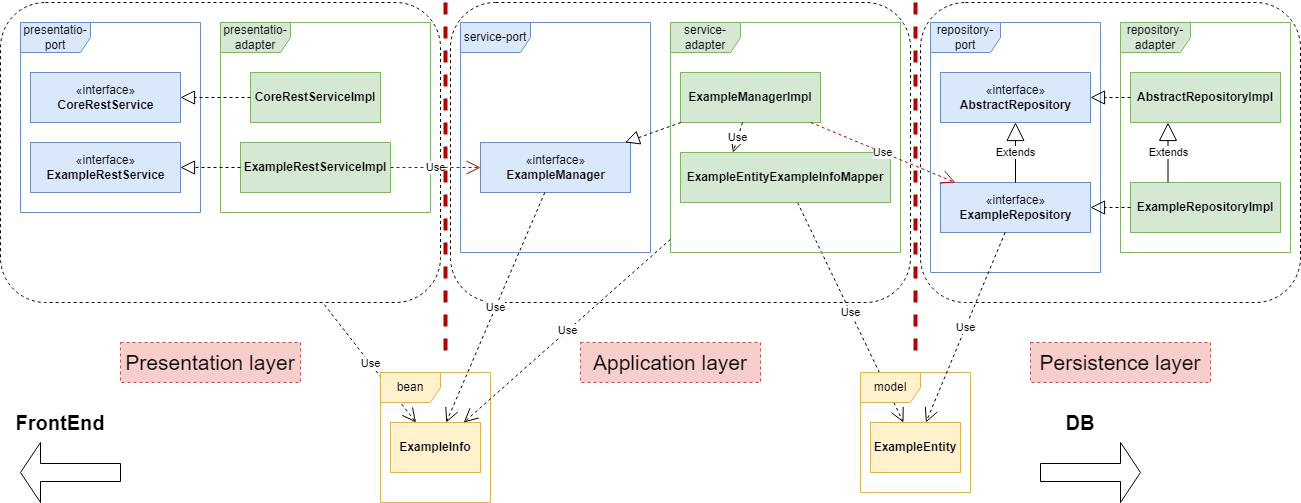 presentatio-
port
«interface»
CoreRestService
«interface»
ExampleRestService
presentatio-
adapter
CoreRestServiceImpl
ExampleRestServiceImpl
Use
service-port
«interface»
ExampleManager
service-
adapter
ExampleManagerImpl
Use
ExampleEntityExampleInfoMapper
Use
repository-
port
«interface»
AbstractRepository
Extends
«interface»
ExampleRepository
repository-
adapter
AbstractRepositoryImpl
Extends
ExampleRepositoryImpl
Use
Use
Use
Use
Use
Presentation layer
Application layer
Persistence layer
bean
ExampleInfo
model
ExampleEntity
FrontEnd
DB